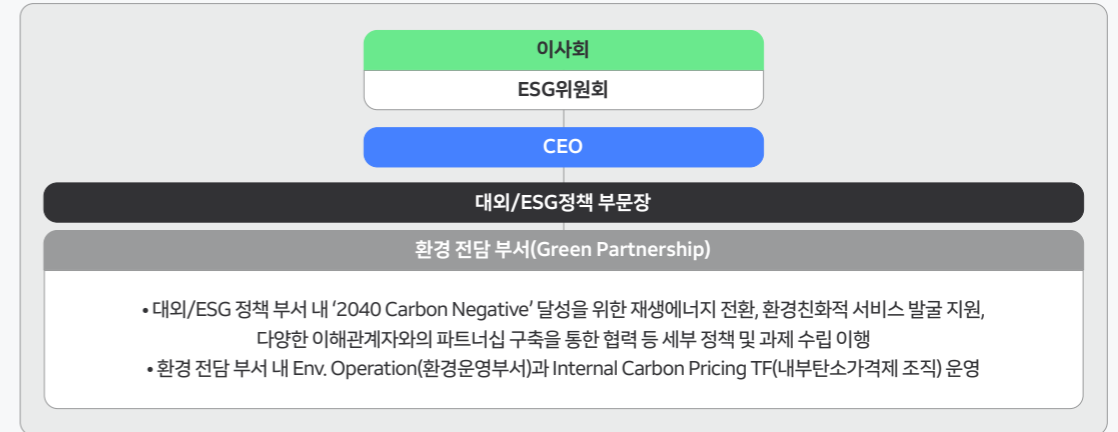 이사회
ESG위원회
CEO
대외/ESG정책 부문장
환경 전담 부서(Green Partnership)
• 대외/ESG 정책 부서 내 ‘2040 Carbon Negative’ 달성을 위한 재생에너지 전환, 환경친화적 서비스 발굴 지원,
다양한 이해관계자와의 파트너십 구축을 통한 협력 등 세부 정책 및 과제 수립 이행
• 환경 전담 부서 내 Env. Operation(환경운영부서)과 Internal Carbon Pricing TF(내부탄소가격제 조직) 운영